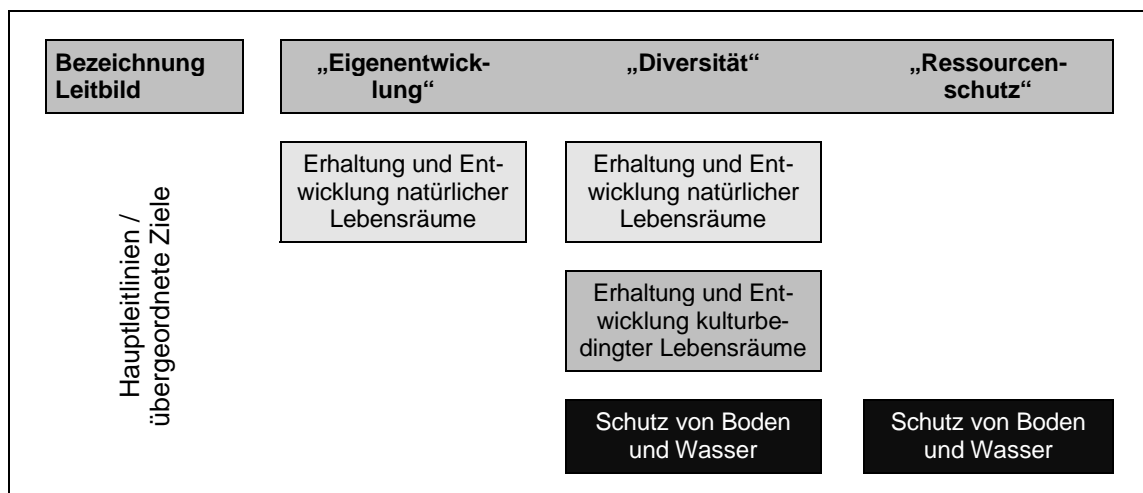 Bezeichnung
Leitbild
„Eigenentwick-
lung“
„Diversität“
„Ressourcen-
schutz“
Hauptleitlinien /
übergeordnete Ziele
Erhaltung und Ent-
wicklung natürlicher
Lebensräume
Erhaltung und Ent-
wicklung natürlicher
Lebensräume
Erhaltung und Ent-
wicklung kulturbe-
dingter Lebensräume
Schutz von Boden
und Wasser
Schutz von Boden
und Wasser